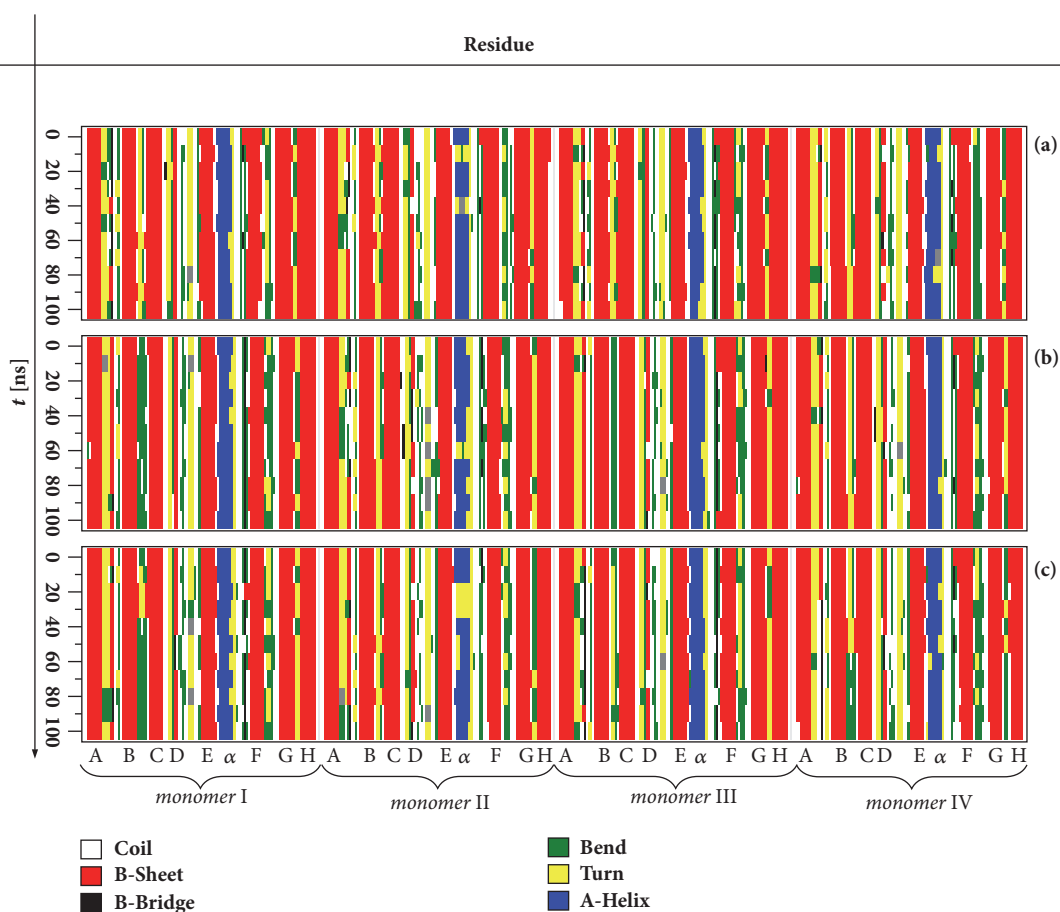 Residue
t [ns]
0 20 40 60 80 100
(a)
0 20 40 60 80 100
(b)
0 20 40 60 80 100
(c)
A B C D E α F G H A B C D E α F G H A B C D E α F G H A B C D E α F G H
monomer I monomer II monomer III monomer IV
Coil
B-Sheet
B-Bridge
Bend
Turn
A-Helix